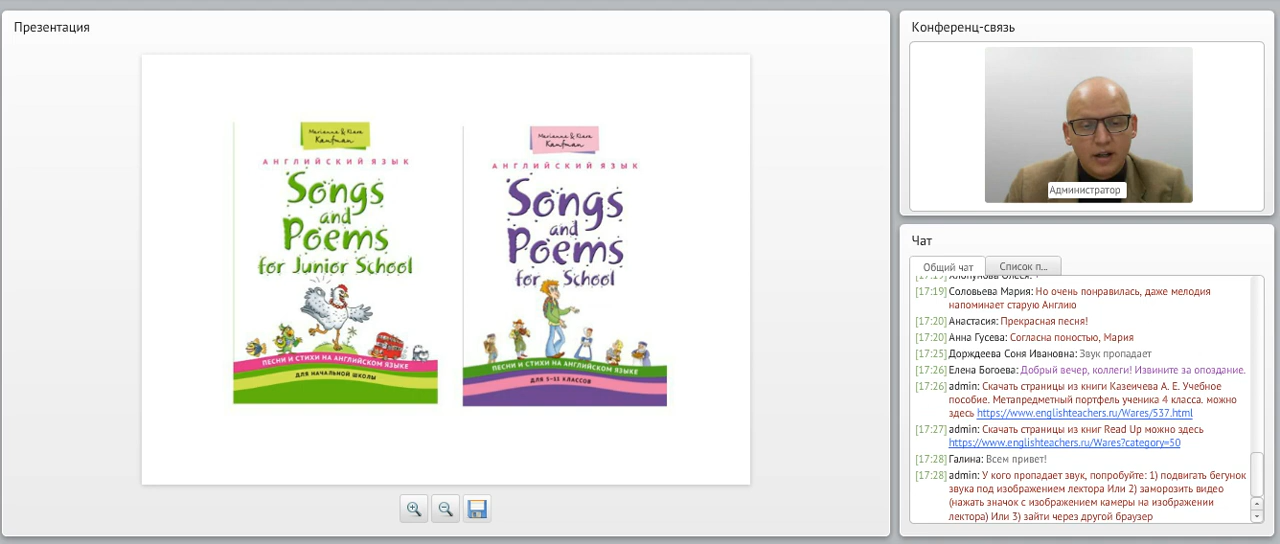 Презентация
Marianne & Klara
Kaufman
АНГЛИЙСКИЙ ЯЗЫК
Songs
and
Poems
for Junior School
ПЕСНИ И СТИХИ НА АНГЛИЙСКОМ ЯЗЫКЕ
ДЛЯ НАЧАЛЬНОЙ ШКОЛЫ
Marianne & Klara
Kaufman
АНГЛИЙСКИЙ ЯЗЫК
Songs
and
Poems
for School
ПЕСНИ И СТИХИ НА АНГЛИЙСКОМ ЯЗЫКЕ
ДЛЯ 5–11 КЛАССОВ
Конференц-связь
Администратор
Чат
Общий чат
Список п...
[17:19] Соловьева Мария: Но очень понравилась, даже мелодия
напоминает старую Англию
[17:20] Анастасия: Прекрасная песня!
[17:20] Анна Гусева: Согласна поностью, Мария
[17:25] Дорждеева Соня Ивановна: Звук пропадает
[17:26] Елена Богоева: Добрый вечер, коллеги! Извините за опоздание.
[17:26] admin: Скачать страницы из книги Казеичева А. Е. Учебное
пособие. Метапредметный портфель ученика 4 класса. можно
здесь https://www.englishteachers.ru/Wares/537.html
[17:27] admin: Скачать страницы из книг Read Up можно здесь
https://www.englishteachers.ru/Wares?category=50
[17:28] Галина: Всем привет!
[17:28] admin: У кого пропадает звук, попробуйте: 1) подвигать бегунок
звука под изображением лектора Или 2) заморозить видео
(нажать значок с изображением камеры на изображении
лектора) Или 3) зайти через другой браузер